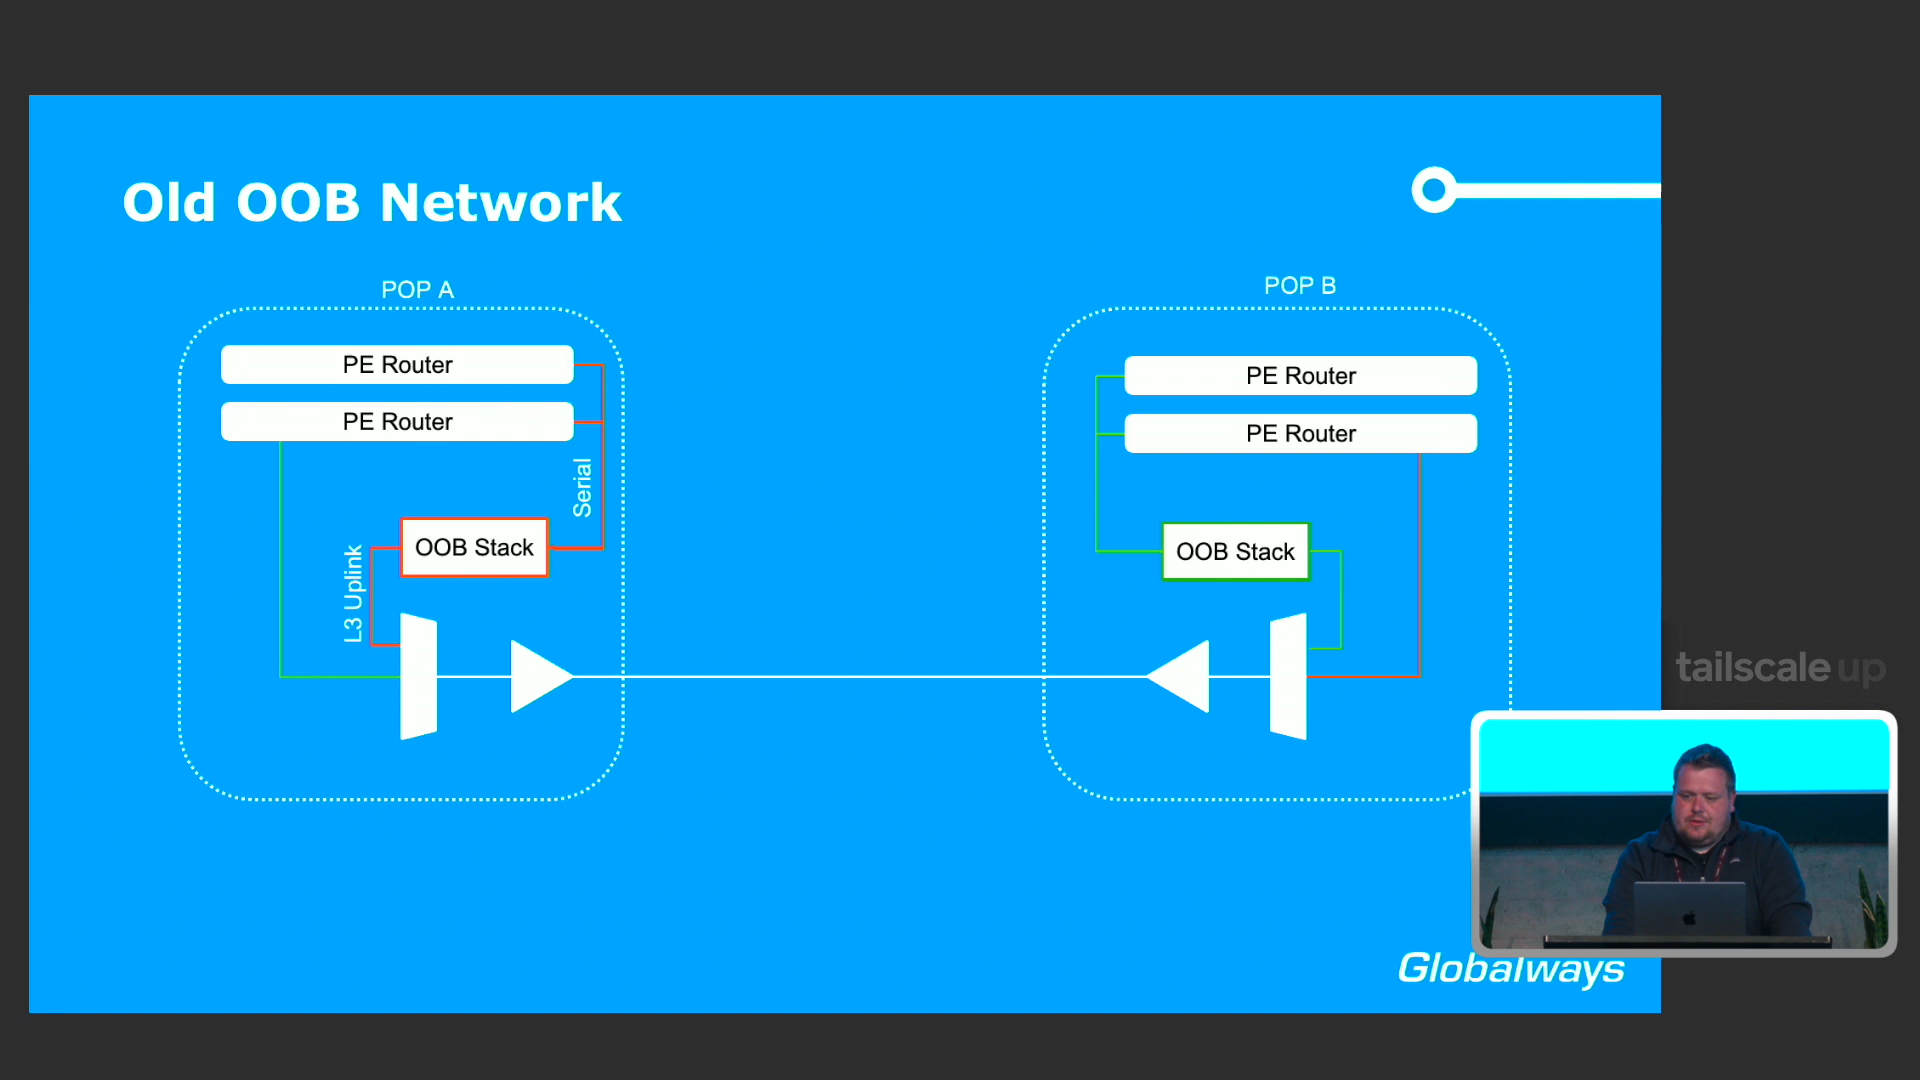 Old OOB Network
POP A
PE Router
PE Router
Serial
OOB Stack
L3 Uplink
POP B
PE Router
PE Router
OOB Stack
tailscale up
Globalways